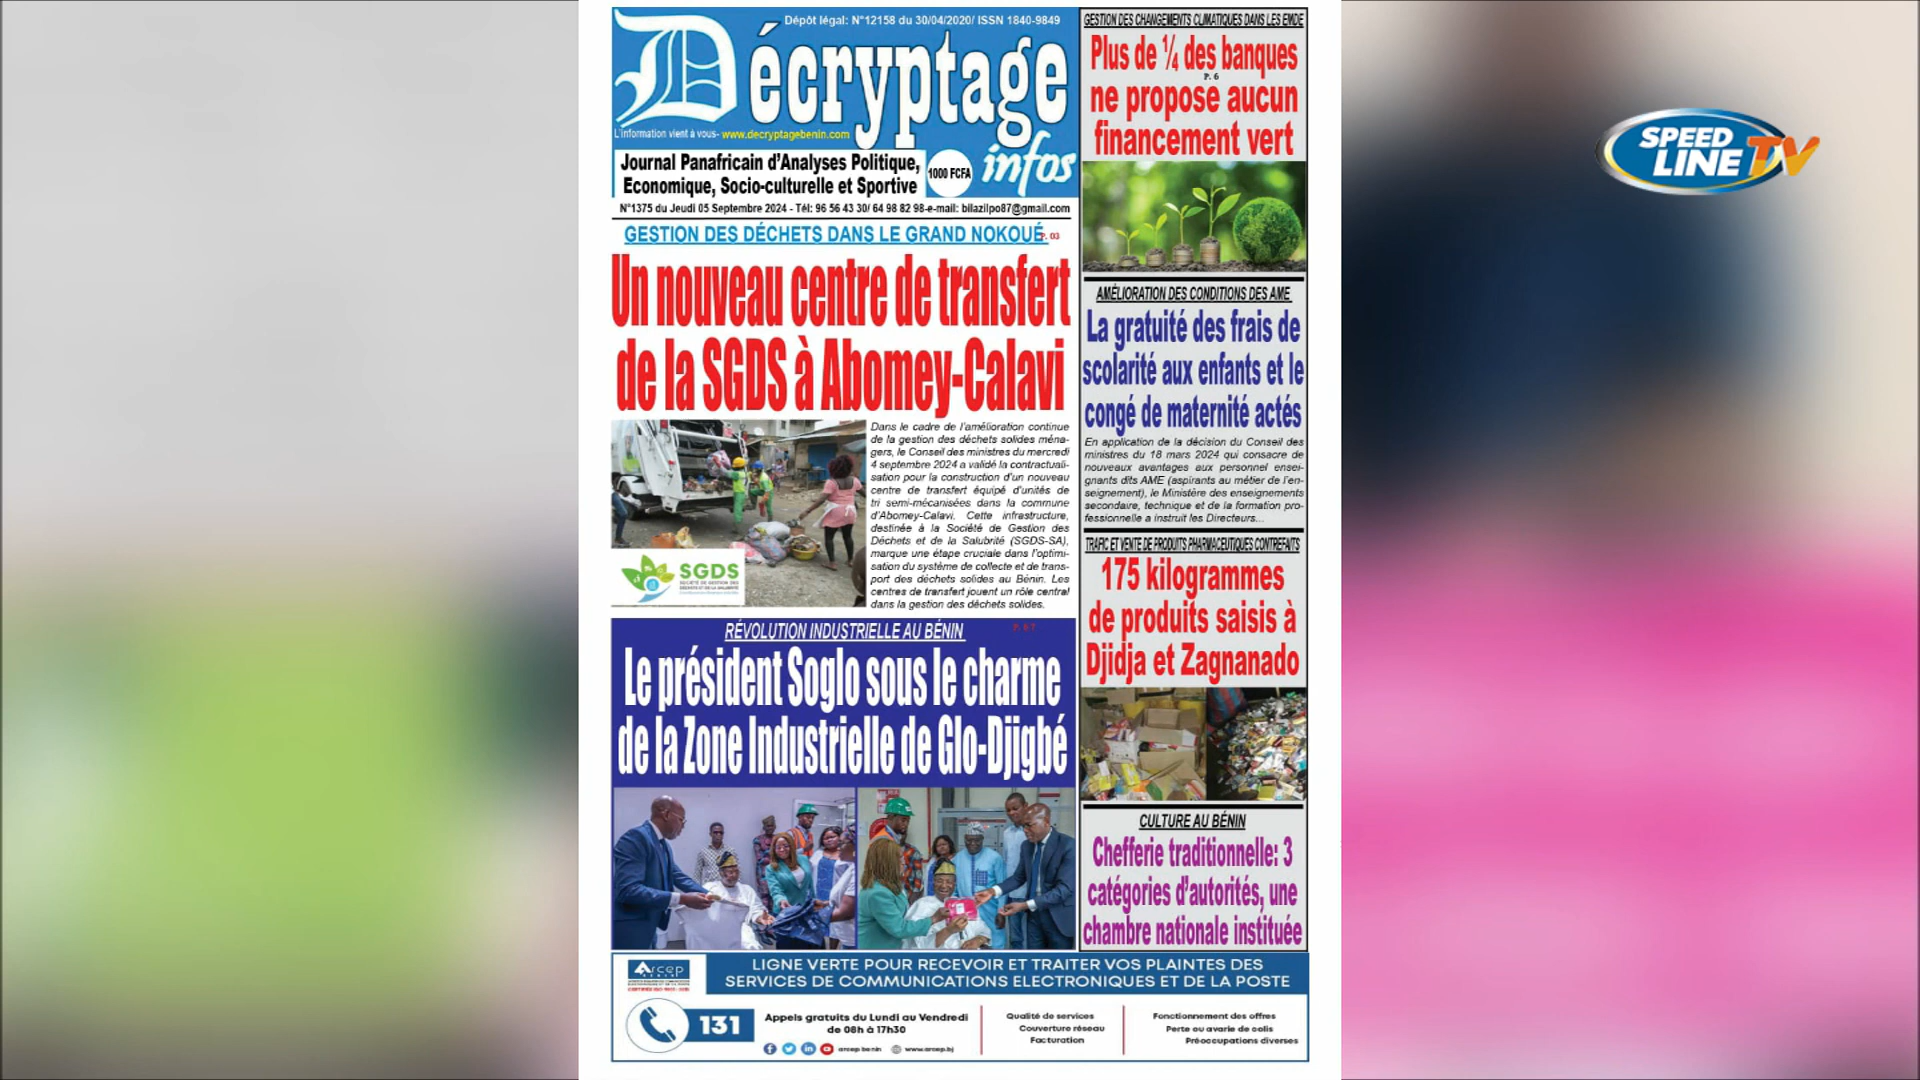 Dépôt légal: N°12158 du 30/04/2020/ ISSN 1840-9849
Décryptage
infos
L'information vient à vous- www.decryptagebenin.com
Journal Panafricain d'Analyses Politique,
Economique, Socio-culturelle et Sportive
1000 FCFA
N°1375 du Jeudi 05 Septembre 2024 - Tél: 96 56 43 30/ 64 98 82 98-e-mail: bilazilpo87@gmail.com
GESTION DES DÉCHETS DANS LE GRAND NOKOUÉ
P. 03
Un nouveau centre de transfert
de la SGDS à Abomey-Calavi
Dans le cadre de l'amélioration continue
de la gestion des déchets solides ména-
gers, le Conseil des ministres du mercredi
4 septembre 2024 a validé la contractuali-
sation pour la construction d'un nouveau
centre de transfert équipé d'unités de
tri semi-mécanisées dans la commune
d'Abomey-Calavi. Cette infrastructure,
destinée à la Société de Gestion des
Déchets et de la Salubrité (SGDS-SA),
marque une étape cruciale dans l'optimi-
sation du système de collecte et de trans-
port des déchets solides au Bénin. Les
centres de transfert jouent un rôle central
dans la gestion des déchets solides.
SGDS
SOCIÉTÉ DE GESTION DES
DÉCHETS ET DE LA SALUBRITÉ
RÉVOLUTION INDUSTRIELLE AU BÉNIN
Le président Soglo sous le charme
de la Zone Industrielle de Glo-Djigbé
GESTION DES CHANGEMENTS CLIMATIQUES DANS LES EMDE
Plus de ¼ des banques
P. 6
ne propose aucun
financement vert
AMÉLIORATION DES CONDITIONS DES AME
La gratuité des frais de
scolarité aux enfants et le
congé de maternité actés
En application de la décision du Conseil des
ministres du 18 mars 2024 qui consacre de
nouveaux avantages aux personnel ensei-
gnants dits AME (aspirants au métier de l'en-
seignement), le Ministère des enseignements
secondaire, technique et de la formation pro-
fessionnelle a instruit les Directeurs...
TRAFIC ET VENTE DE PRODUITS PHARMACEUTIQUES CONTREFAITS
175 kilogrammes
de produits saisis à
Djidja et Zagnanado
CULTURE AU BÉNIN
Chefferie traditionnelle: 3
catégories d'autorités, une
chambre nationale instituée
Arcep
BENIN
LIGNE VERTE POUR RECEVOIR ET TRAITER VOS PLAINTES DES
SERVICES DE COMMUNICATIONS ELECTRONIQUES ET DE LA POSTE
131
Appels gratuits du Lundi au Vendredi
de 08h à 17h30
arcep benin
www.arcep.bj
Qualité de services
Couverture réseau
Facturation
Fonctionnement des offres
Perte ou avarie de colis
Préoccupations diverses
SPEED
LINE TV